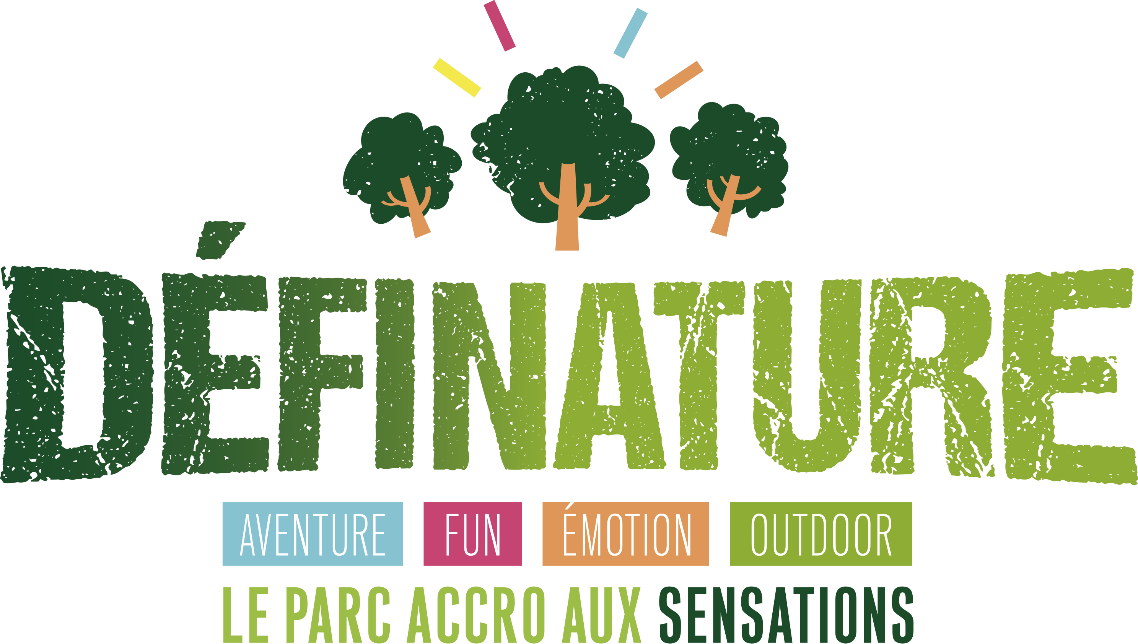 DÉFINATURE
AVENTURE FUN ÉMOTION OUTDOOR
LE PARC ACCRO AUX SENSATIONS